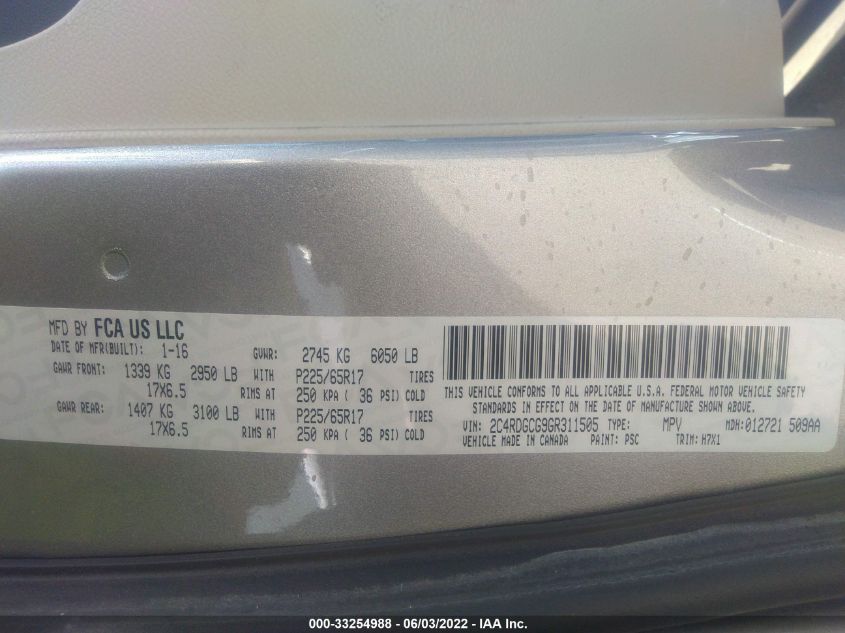 MFD BY FCA US LLC
DATE OF MFR(BUILT): 1-16 GVWR: 2745 KG 6050 LB
GAWR FRONT: 1339 KG 2950 LB WITH P225/65R17 TIRES
17X6.5 RIMS AT 250 KPA ( 36 PSI) COLD
GAWR REAR: 1407 KG 3100 LB WITH P225/65R17 TIRES
17X6.5 RIMS AT 250 KPA ( 36 PSI) COLD
THIS VEHICLE CONFORMS TO ALL APPLICABLE U.S.A. FEDERAL MOTOR VEHICLE SAFETY
STANDARDS IN EFFECT ON THE DATE OF MANUFACTURE SHOWN ABOVE.
VIN: 2C4RDGCG9GR311505 TYPE: MPV MDH:012721 509AA
VEHICLE MADE IN CANADA PAINT: PSC TRIM: H7X1
000-33254988 - 06/03/2022 - IAA Inc.